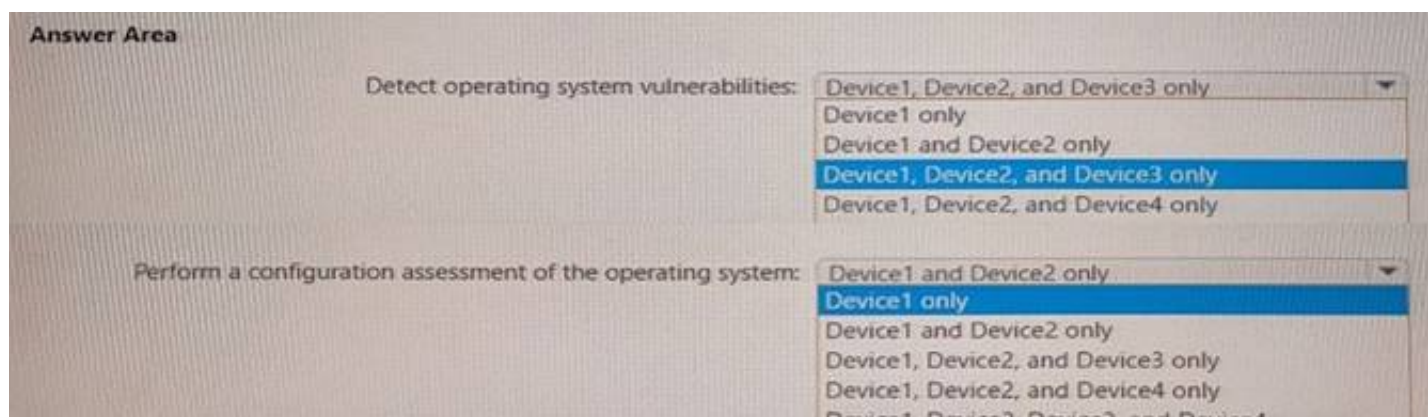 Answer Area
Detect operating system vulnerabilities: Device1, Device2, and Device3 only
Device1 only
Device1 and Device2 only
Device1, Device2, and Device3 only
Device1, Device2, and Device4 only
Perform a configuration assessment of the operating system: Device1 and Device2 only
Device1 only
Device1 and Device2 only
Device1, Device2, and Device3 only
Device1, Device2, and Device4 only